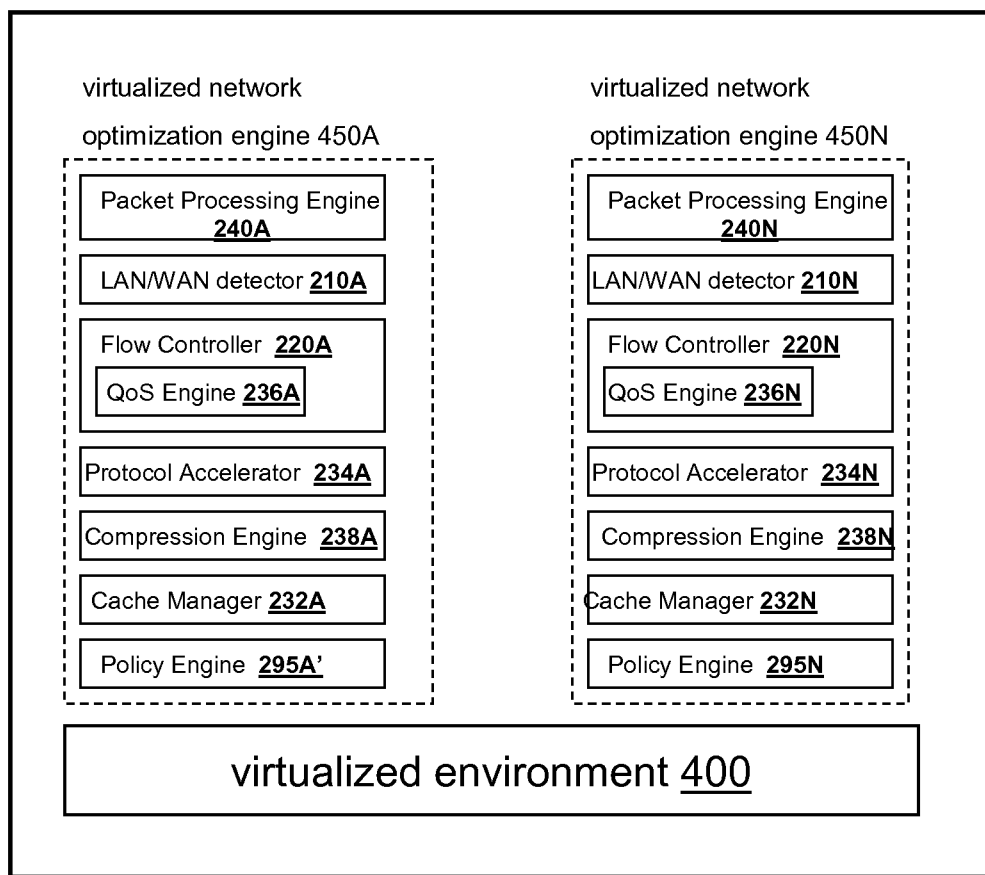 virtualized network
optimization engine 450A
Packet Processing Engine
240A
LAN/WAN detector 210A
Flow Controller 220A
QoS Engine 236A
Protocol Accelerator 234A
Compression Engine 238A
Cache Manager 232A
Policy Engine 295A’
virtualized network
optimization engine 450N
Packet Processing Engine
240N
LAN/WAN detector 210N
Flow Controller 220N
QoS Engine 236N
Protocol Accelerator 234N
Compression Engine 238N
Cache Manager 232N
Policy Engine 295N
virtualized environment 400